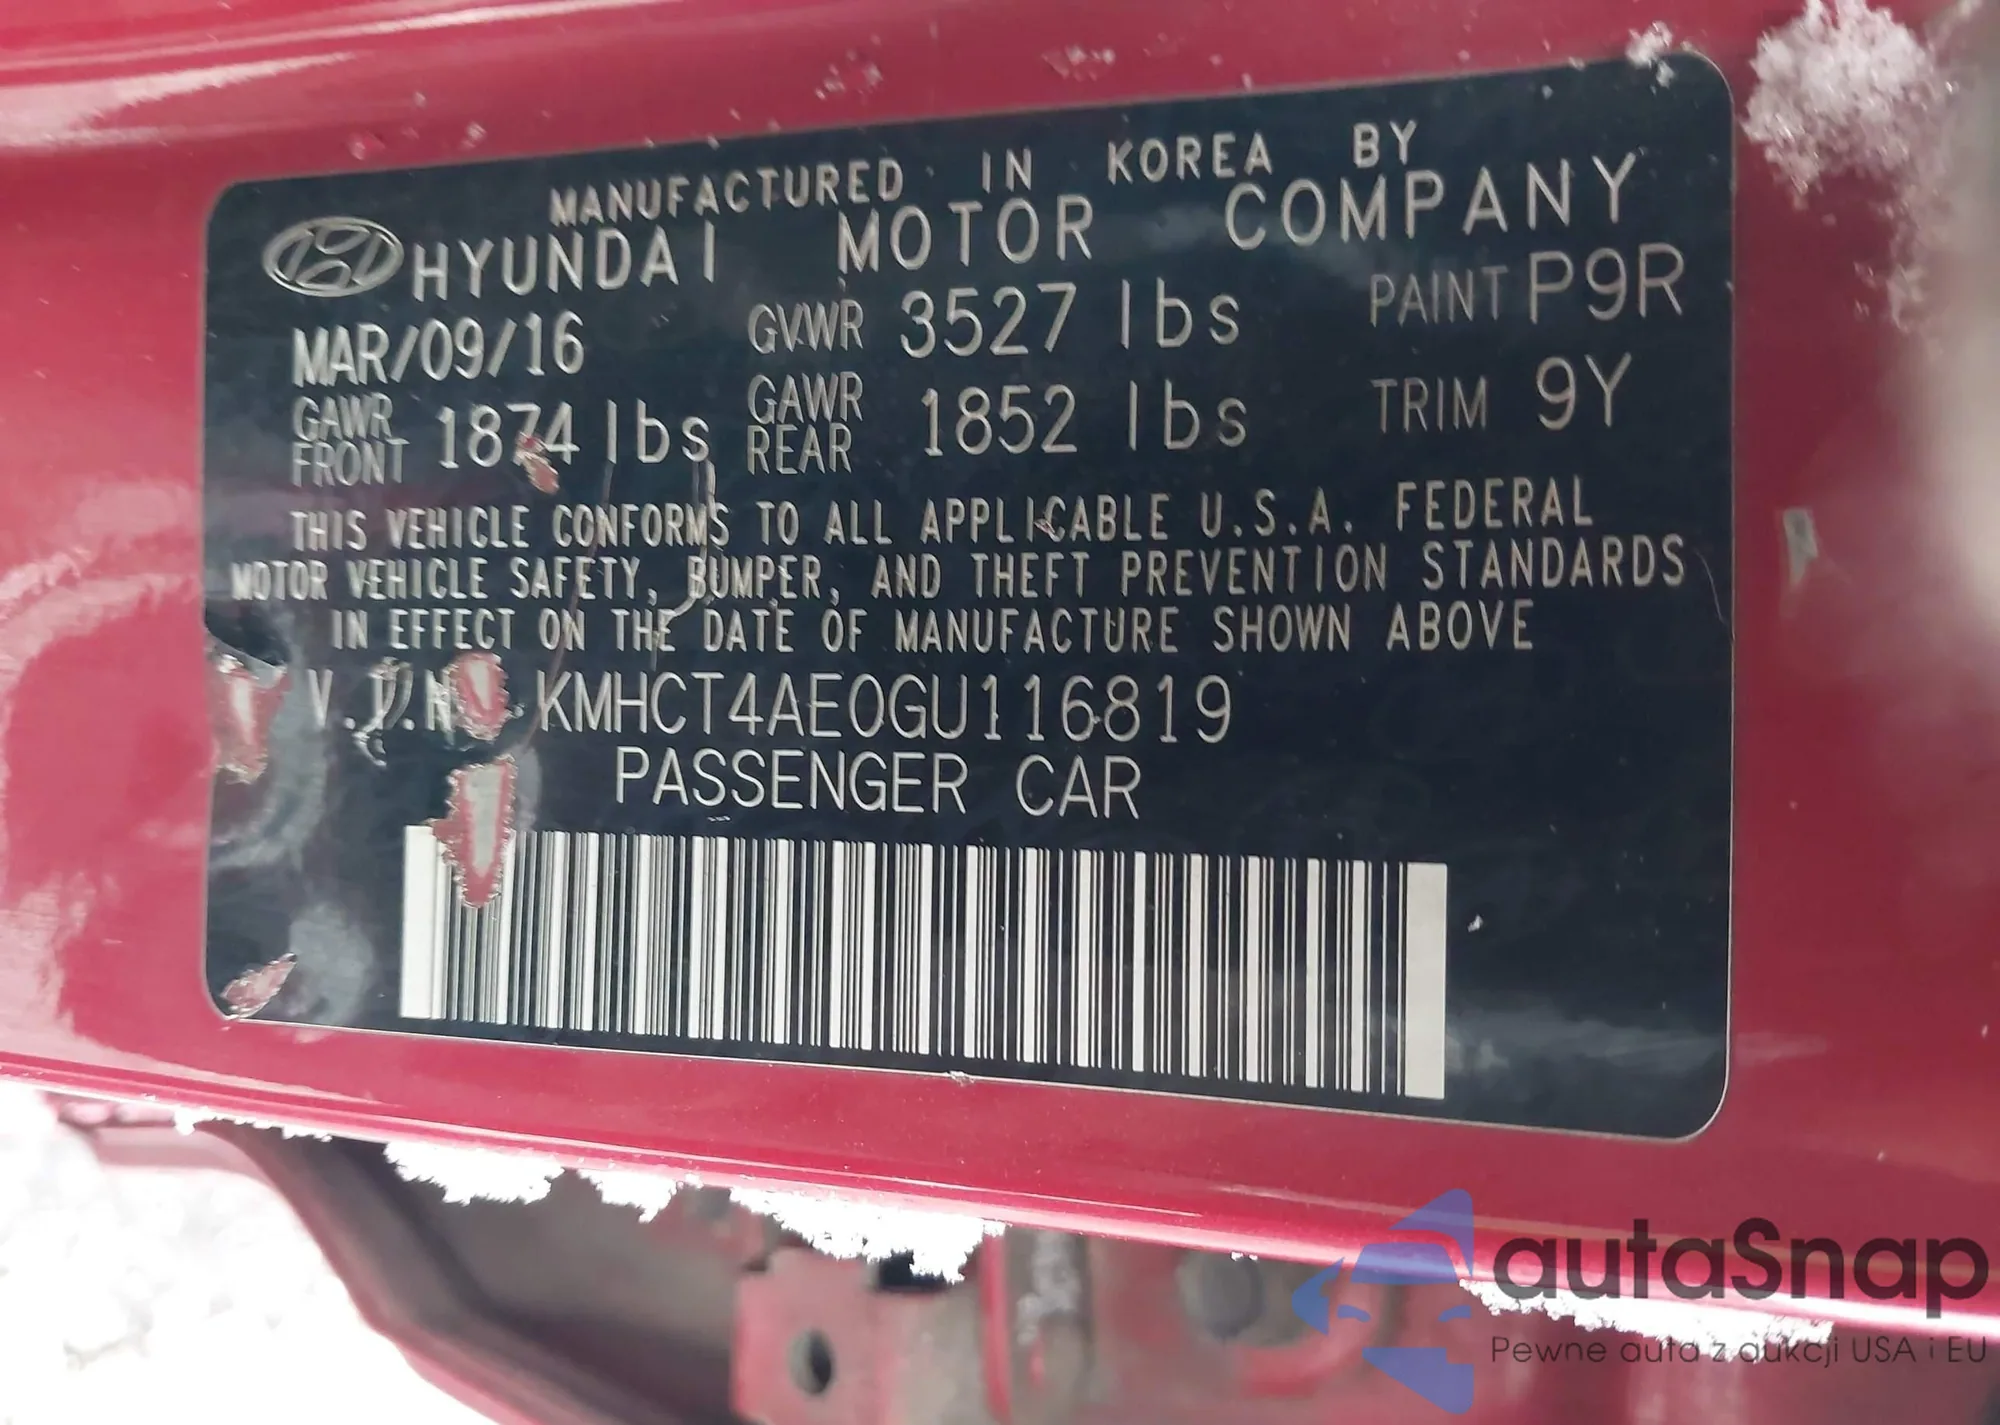 MANUFACTURED IN KOREA BY
HYUNDAI MOTOR COMPANY
MAR/09/16 GVWR 3527 lbs PAINT P9R
GAWR FRONT 1874 lbs GAWR REAR 1852 lbs TRIM 9Y
THIS VEHICLE CONFORMS TO ALL APPLICABLE U.S.A. FEDERAL
MOTOR VEHICLE SAFETY, BUMPER, AND THEFT PREVENTION STANDARDS
IN EFFECT ON THE DATE OF MANUFACTURE SHOWN ABOVE
V.I.N KMHCT4AE0GU116819
PASSENGER CAR
autaSnap
Pewne auta z aukcji USA i EU